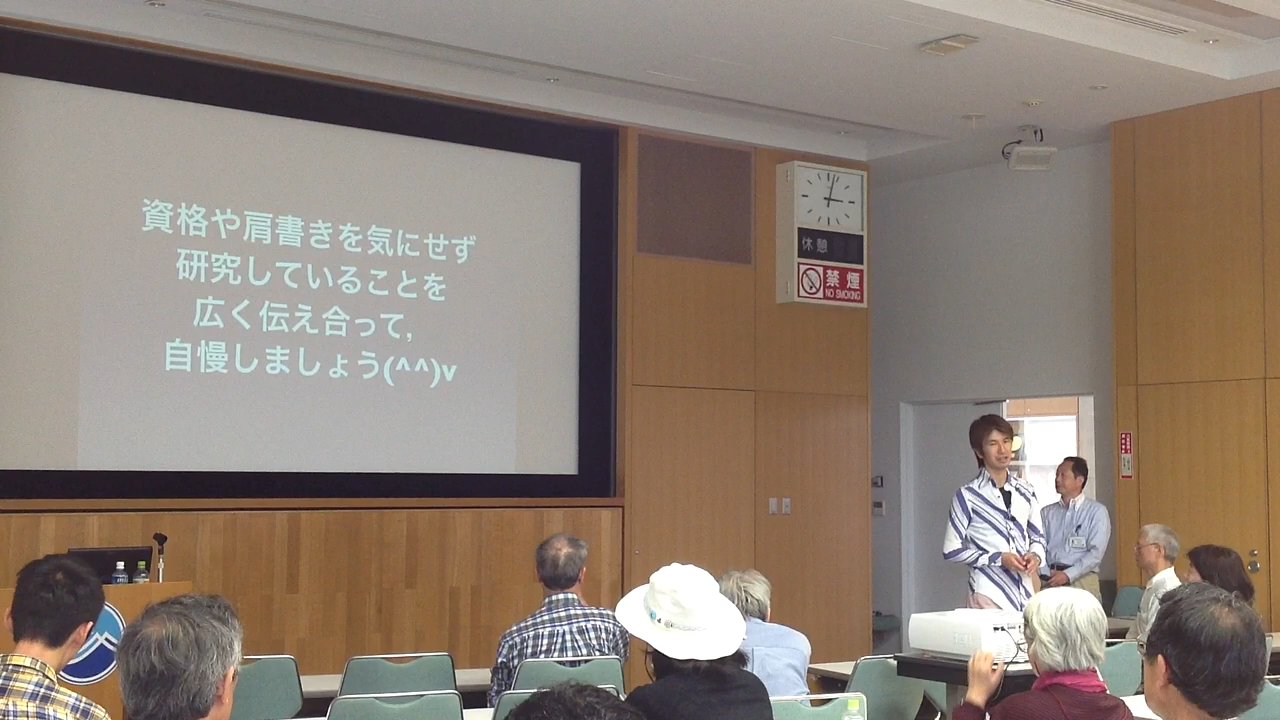 資格や肩書きを気にせず
研究していることを
広く伝え合って,
自慢しましょう(^^)v
休憩
禁煙
NO SMOKING